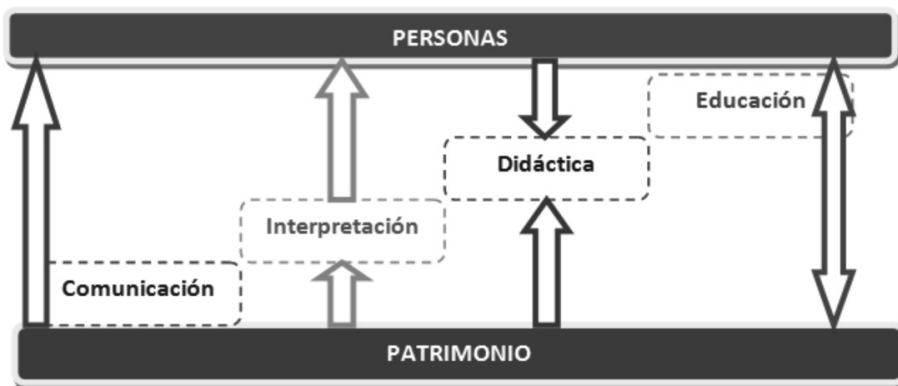 PERSONAS
Educación
Didáctica
Interpretación
Comunicación
PATRIMONIO